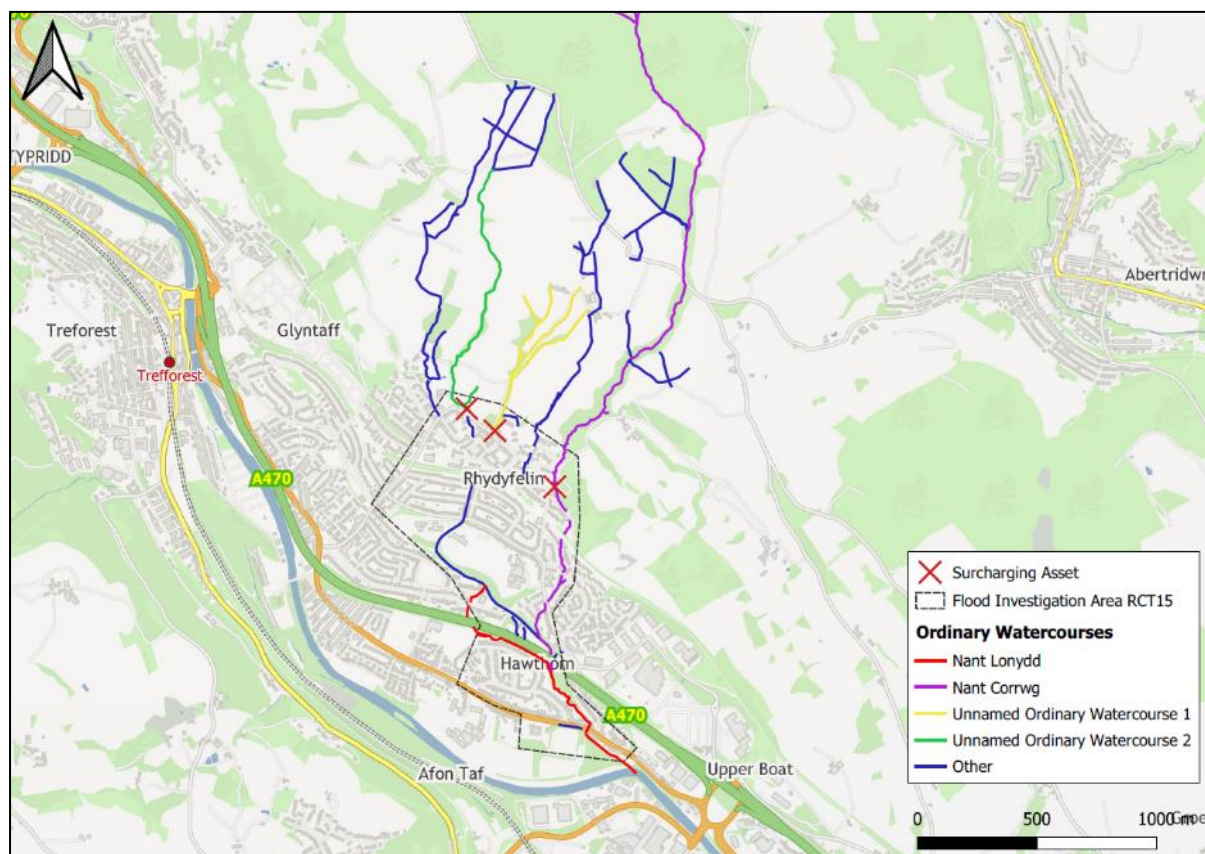 TYPRIDD
Treforest
Glyntaff
Trefforest
Abertridw
A470
Rhydyfelin
Hawthorn
A470
Afon Taf
Upper Boat
Surcharging Asset
Flood Investigation Area RCT15
Ordinary Watercourses
Nant Lonydd
Nant Corrwg
Unnamed Ordinary Watercourse 1
Unnamed Ordinary Watercourse 2
Other
0 500 1000 m